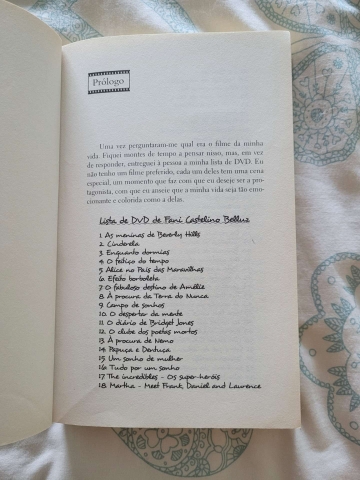 Prólogo
Uma vez perguntaram-me qual era o filme da minha
vida. Fiquei montes de tempo a pensar nisso, mas, em vez
de responder, entreguei a pessoa a minha lista de DVD. Eu
não tenho um filme preferido, cada um deles tem uma cena
especial, um momento que faz com que eu deseje ser a pro-
tagonista, com que eu anseie que a minha vida seja tão emo-
cionante e colorida como a delas.
Lista de DVD de Fani Castelino Belluz
1 As meninas de Beverly Hills
2 Cinderela
3 Enquanto dormias
4 O feitiço do tempo
5 Alice no País das Maravilhas
6 Efeito borboleta
7 O fabuloso destino de Amélie
8 À procura da Terra do Nunca
9 Campo de sonhos
10 O despertar da mente
11 O diário de Bridget Jones
12 O clube dos poetas mortos
13 À procura de Nemo
14 Papuça e Dentuça
15 Um sonho de mulher
16 Tudo por um sonho
17 The incredibles - Os super-heróis
18 Martha - Meet Frank, Daniel and Laurence